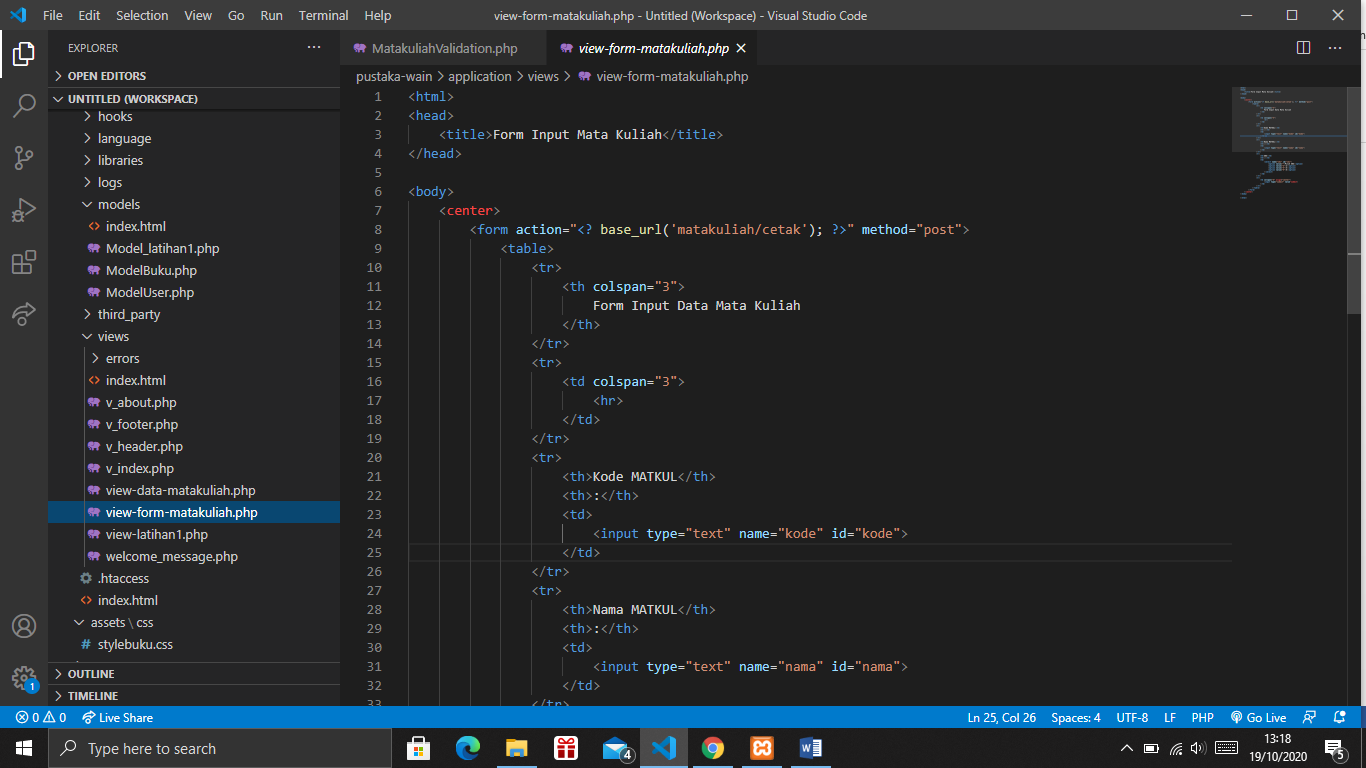 File Edit Selection View Go Run Terminal Help view-form-matakuliah.php - Untitled (Workspace) - Visual Studio Code
EXPLORER
OPEN EDITORS
UNTITLED (WORKSPACE)
hooks
language
libraries
logs
models
index.html
Model_latihan1.php
ModelBuku.php
ModelUser.php
third_party
views
errors
index.html
v_about.php
v_footer.php
v_header.php
v_index.php
view-data-matakuliah.php
view-form-matakuliah.php
view-latihan1.php
welcome_message.php
.htaccess
index.html
assets \ css
# stylebuku.css
OUTLINE
TIMELINE
1
MatakuliahValidation.php view-form-matakuliah.php
pustaka-wain > application > views > view-form-matakuliah.php
1 <html>
2 <head>
3 <title>Form Input Mata Kuliah</title>
4 </head>
5
6 <body>
7 <center>
8 <form action="<? base_url('matakuliah/cetak'); ?>" method="post">
9 <table>
10 <tr>
11 <th colspan="3">
12 Form Input Data Mata Kuliah
13 </th>
14 </tr>
15 <tr>
16 <td colspan="3">
17 <hr>
18 </td>
19 </tr>
20 <tr>
21 <th>Kode MATKUL</th>
22 <th>:</th>
23 <td>
24 <input type="text" name="kode" id="kode">
25 </td>
26 </tr>
27 <tr>
28 <th>Nama MATKUL</th>
29 <th>:</th>
30 <td>
31 <input type="text" name="nama" id="nama">
32 </td>
33 </tr>
0 0 Live Share Ln 25, Col 26 Spaces: 4 UTF-8 LF PHP Go Live
Type here to search
4
13:18
19/10/2020
5